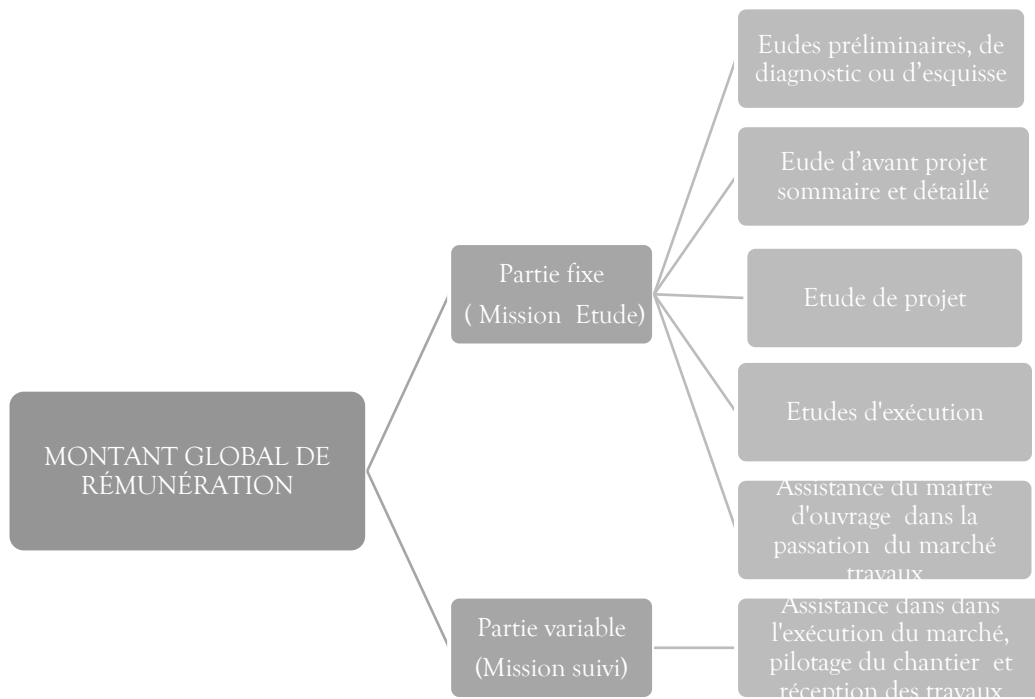 MONTANT GLOBAL DE
RÉMUNÉRATION
Partie fixe
( Mission Etude)
Etudes préliminaires, de
diagnostic ou d’esquisse
Eude d’avant projet
sommaire et détaillé
Etude de projet
Etudes d'exécution
Assistance du maitre
d'ouvrage dans la
passation du marché
travaux
Partie variable
(Mission suivi)
Assistance dans dans
l'exécution du marché,
pilotage du chantier et
réception des travaux